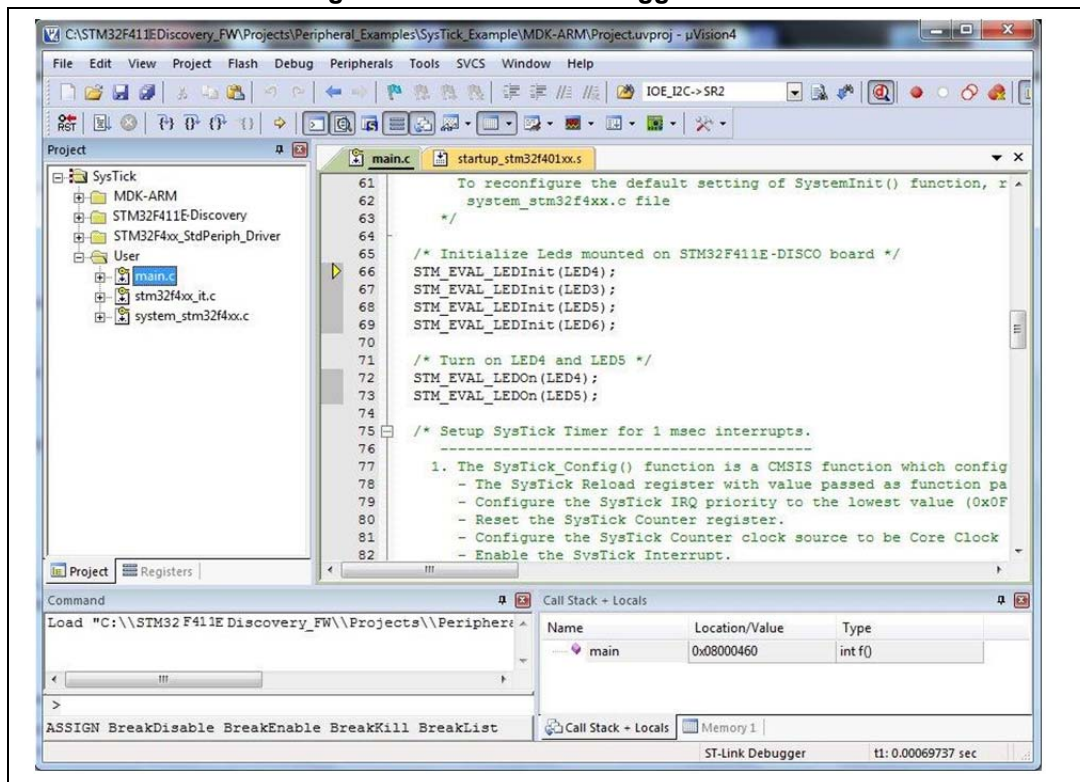 C:\STM32F411EDiscovery_FW\Projects\Peripheral_Examples\SysTick_Example\MDK-ARM\Project.uvproj - µVision4
File Edit View Project Flash Debug Peripherals Tools SVCS Window Help
IOE_I2C->SR2
RST
Project
main.c startup_stm32f401xx.s
SysTick
MDK-ARM
STM32F411E-Discovery
STM32F4xx_StdPeriph_Driver
User
main.c
stm32f4xx_it.c
system_stm32f4xx.c
61 To reconfigure the default setting of SystemInit() function, r
62 system_stm32f4xx.c file
63 */
64
65 /* Initialize Leds mounted on STM32F411E-DISCO board */
66 STM_EVAL_LEDInit(LED4);
67 STM_EVAL_LEDInit(LED3);
68 STM_EVAL_LEDInit(LED5);
69 STM_EVAL_LEDInit(LED6);
70
71 /* Turn on LED4 and LED5 */
72 STM_EVAL_LEDOn(LED4);
73 STM_EVAL_LEDOn(LED5);
74
75 /* Setup SysTick Timer for 1 msec interrupts.
76 ------------------------------------------
77 1. The SysTick_Config() function is a CMSIS function which config
78 - The SysTick Reload register with value passed as function pa
79 - Configure the SysTick IRQ priority to the lowest value (0x0F
80 - Reset the SysTick Counter register.
81 - Configure the SysTick Counter clock source to be Core Clock
82 - Enable the SysTick Interrupt.
Project Registers
Command
Load "C:\\STM32F411EDiscovery_FW\\Projects\\Periphera
>
ASSIGN BreakDisable BreakEnable BreakKill BreakList
Call Stack + Locals
Name Location/Value Type
main 0x08000460 int f()
Call Stack + Locals Memory 1
ST-Link Debugger t1: 0.00069737 sec